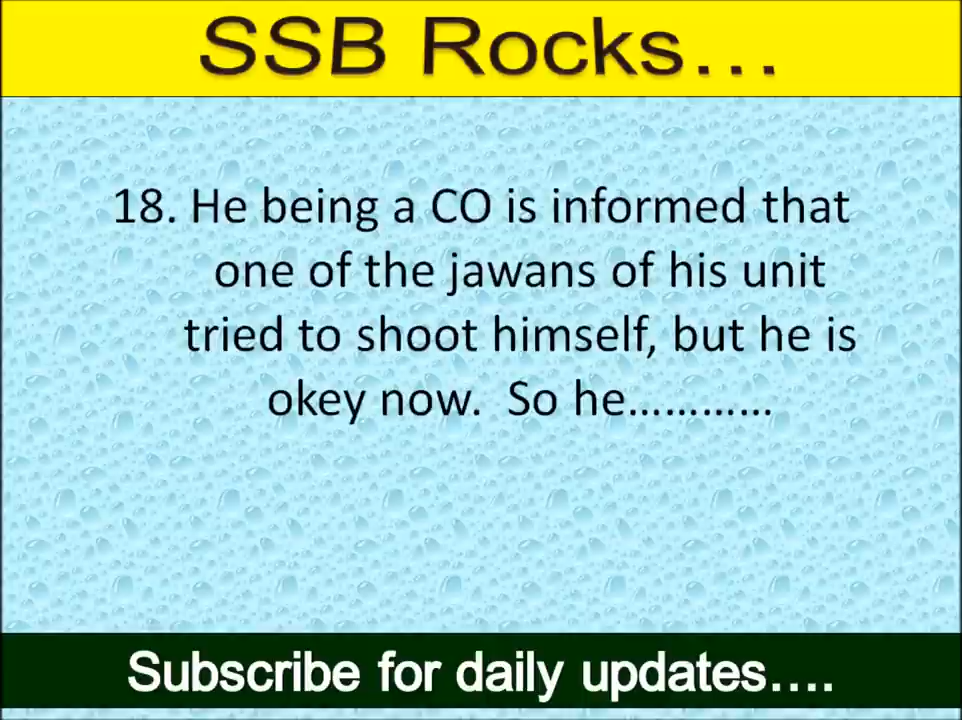 SSB Rocks...
18. He being a CO is informed that
one of the jawans of his unit
tried to shoot himself, but he is
okey now.  So he…………
Subscribe for daily updates….